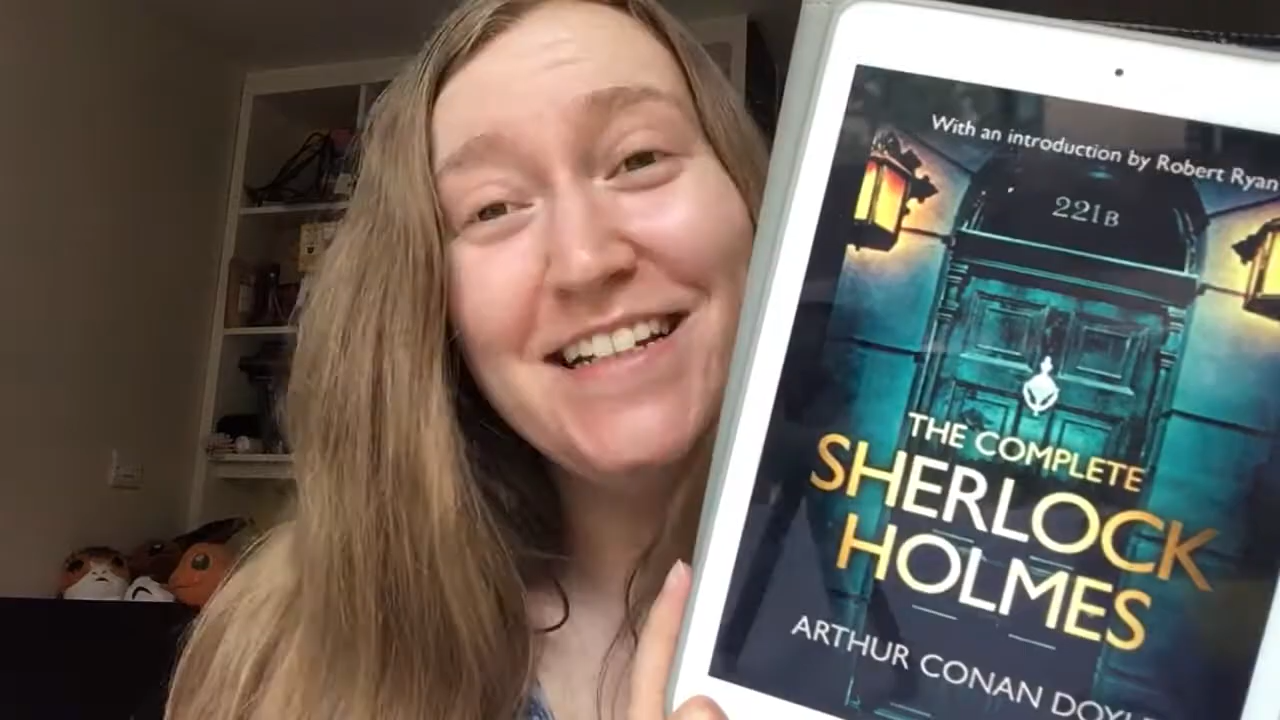 With an introduction by Robert Ryan
221B
THE COMPLETE
SHERLOCK
HOLMES
ARTHUR CONAN